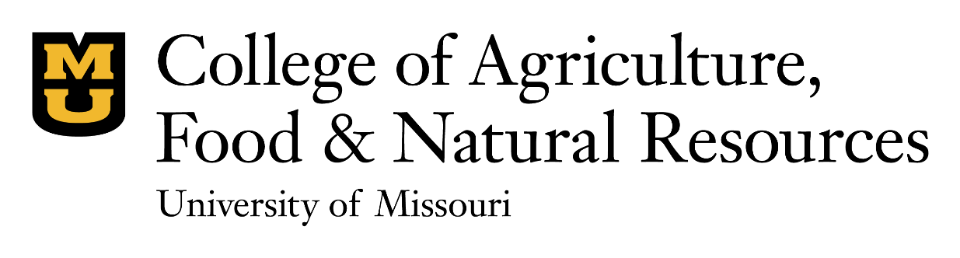 MU
College of Agriculture,
Food & Natural Resources
University of Missouri